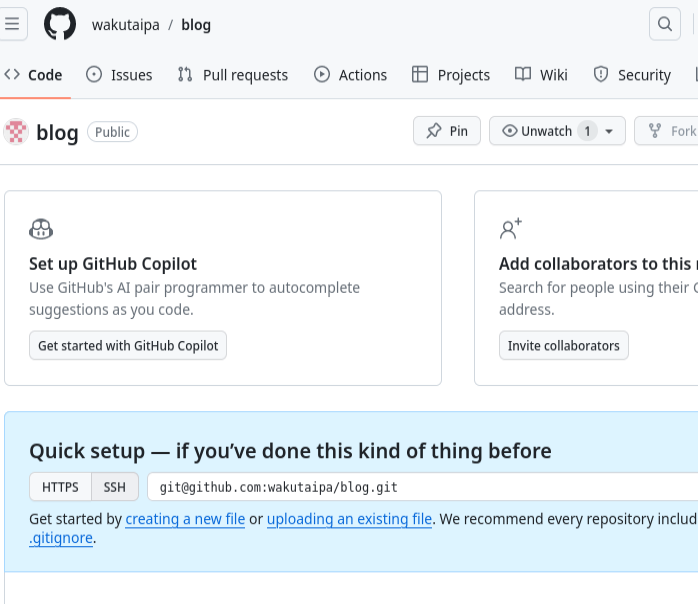 wakutaipa / blog
Code Issues Pull requests Actions Projects Wiki Security
blog Public Pin Unwatch 1 Fork
Set up GitHub Copilot
Use GitHub's AI pair programmer to autocomplete
suggestions as you code.
Get started with GitHub Copilot
Add collaborators to this
Search for people using their
address.
Invite collaborators
Quick setup — if you’ve done this kind of thing before
HTTPS SSH git@github.com:wakutaipa/blog.git
Get started by creating a new file or uploading an existing file. We recommend every repository includ
.gitignore.